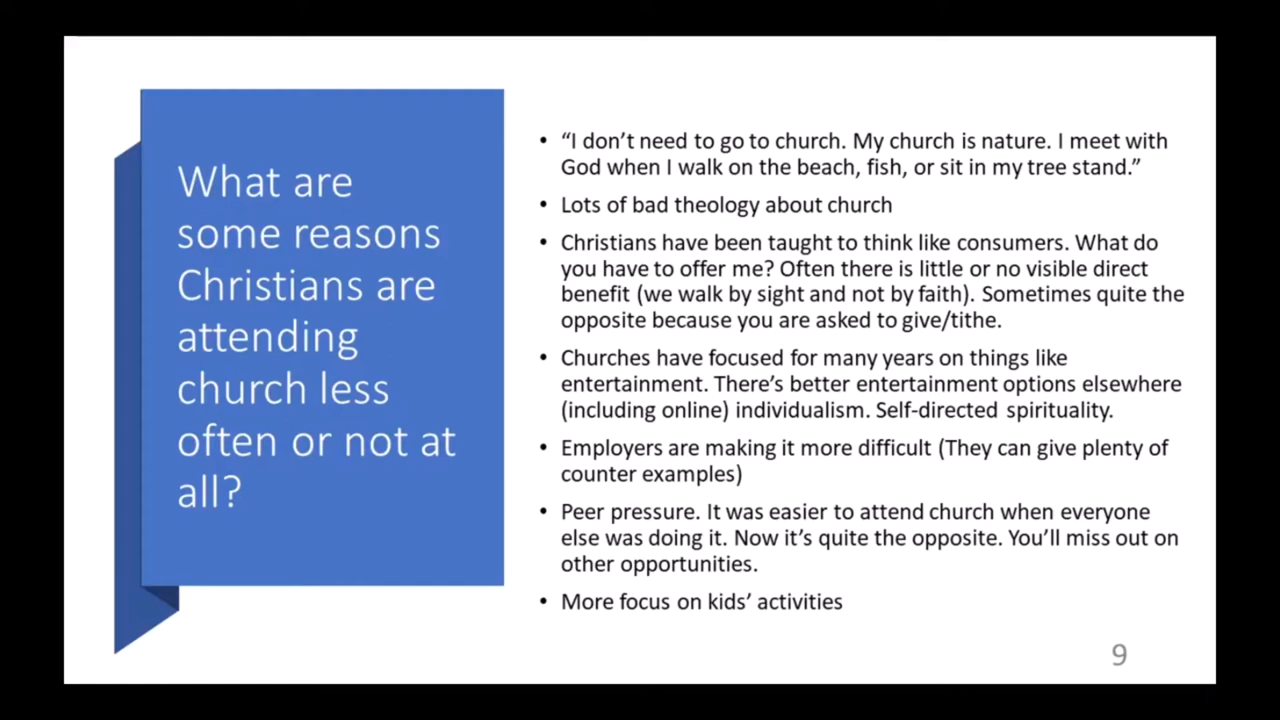 What are
some reasons
Christians are
attending
church less
often or not at
all?
• “I don’t need to go to church. My church is nature. I meet with
God when I walk on the beach, fish, or sit in my tree stand.”
• Lots of bad theology about church
• Christians have been taught to think like consumers. What do
you have to offer me? Often there is little or no visible direct
benefit (we walk by sight and not by faith). Sometimes quite the
opposite because you are asked to give/tithe.
• Churches have focused for many years on things like
entertainment. There’s better entertainment options elsewhere
(including online) individualism. Self-directed spirituality.
• Employers are making it more difficult (They can give plenty of
counter examples)
• Peer pressure. It was easier to attend church when everyone
else was doing it. Now it’s quite the opposite. You’ll miss out on
other opportunities.
• More focus on kids’ activities
9